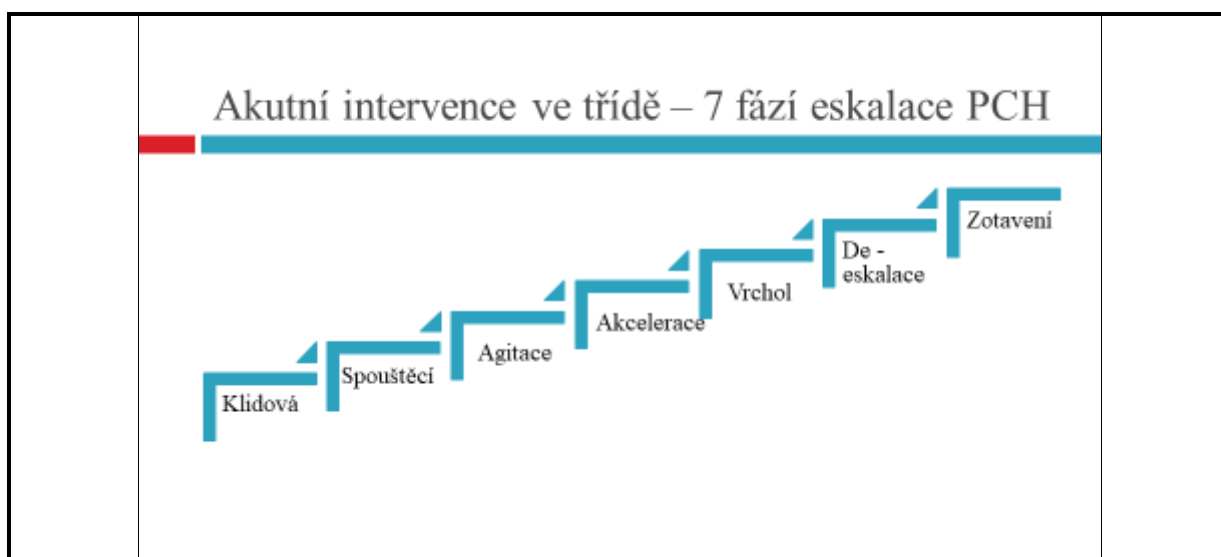 Akutní intervence ve třídě – 7 fází eskalace PCH
Klidová
Spouštěcí
Agitace
Akcelerace
Vrchol
De -
eskalace
Zotavení